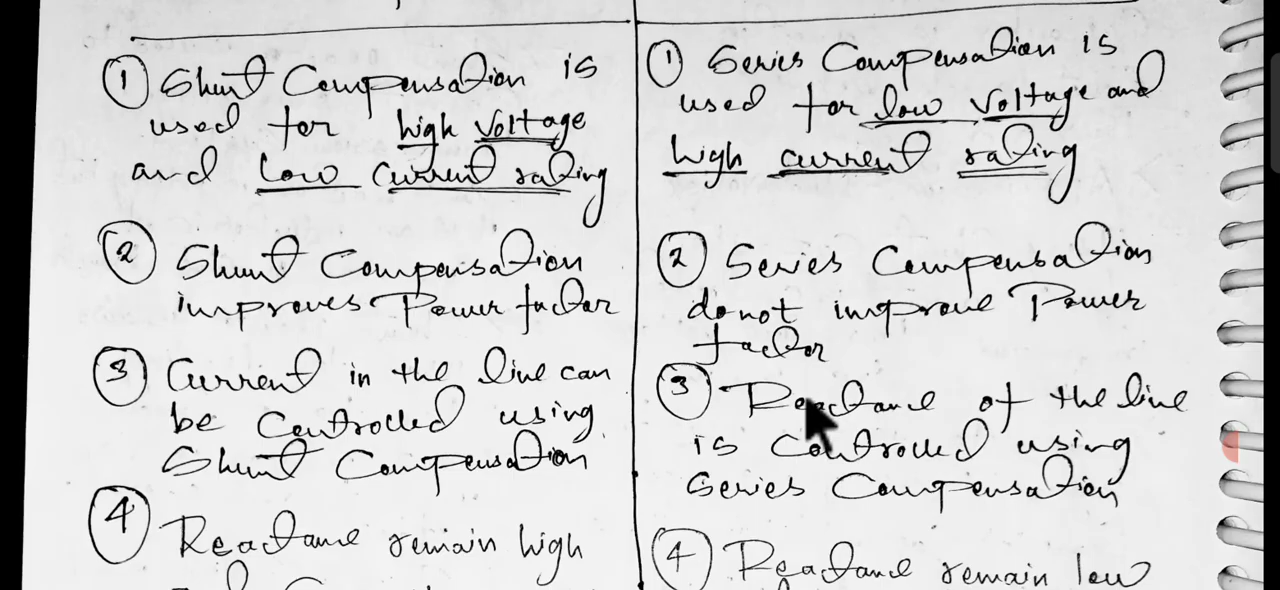 ① Shunt Compensation is
used for high voltage
and low current rating
② Shunt Compensation
improves Power factor
③ Current in the line can
be Controlled using
Shunt Compensation
④ Reactance remain high
① Series Compensation is
used for low voltage and
high current rating
② Series Compensation
do not improve Power
factor
③ Reactance of the line
is Controlled using
Series Compensation
④ Reactance remain low